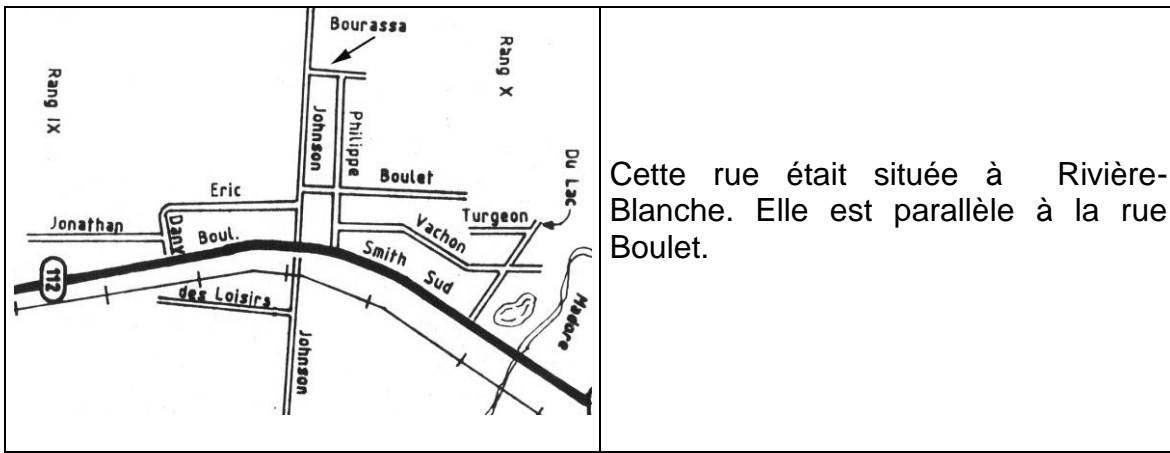 Bourassa
Rang IX
Rang X
Johnson
Philippe
Du Lac
Boulet
Eric
Turgeon
Jonathan
Dany
Boul.
Vachon
Smith
Sud
112
des Loisirs
Madare
Johnson
Cette rue était située à Rivière-
Blanche. Elle est parallèle à la rue
Boulet.